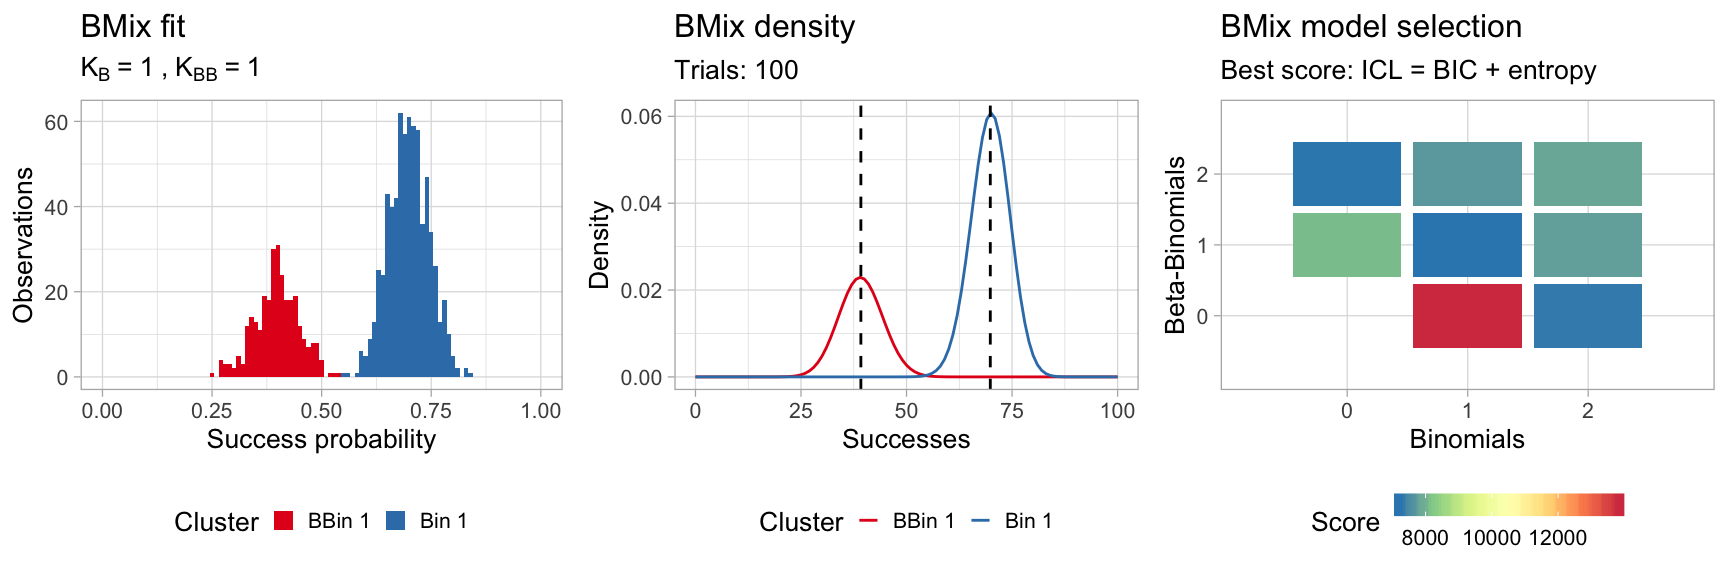 BMix fit
K_B = 1 , K_BB = 1
Observations
60
40
20
0
0.00 0.25 0.50 0.75 1.00
Success probability
Cluster BBin 1 Bin 1
BMix density
Trials: 100
Density
0.06
0.04
0.02
0.00
0 25 50 75 100
Successes
Cluster BBin 1 Bin 1
BMix model selection
Best score: ICL = BIC + entropy
Beta-Binomials
2
1
0
0 1 2
Binomials
Score
8000 10000 12000